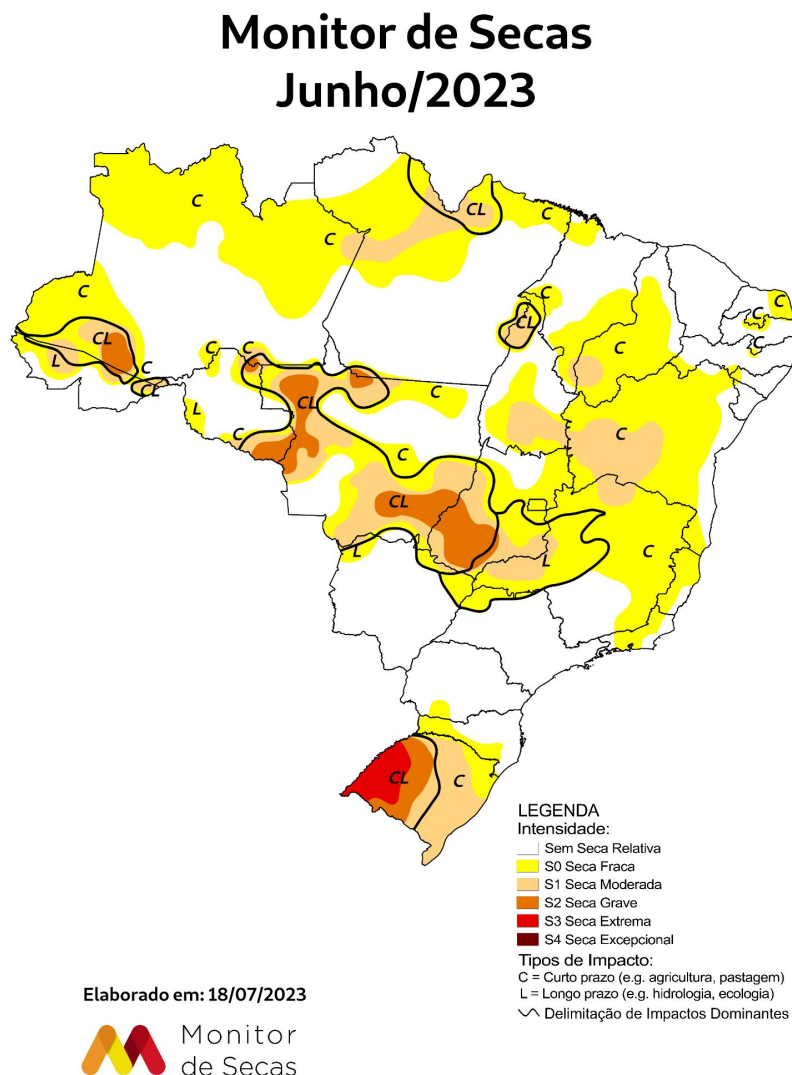 Monitor de Secas
Junho/2023
C
CL
C
C
C
C
C
C
C
CL
CL
C
L
C
C
CL
L
C
CL
C
C
C
CL
L
L
C
CL
C
LEGENDA
Intensidade:
Sem Seca Relativa
S0 Seca Fraca
S1 Seca Moderada
S2 Seca Grave
S3 Seca Extrema
S4 Seca Excepcional
Tipos de Impacto:
C = Curto prazo (e.g. agricultura, pastagem)
L = Longo prazo (e.g. hidrologia, ecologia)
Delimitação de Impactos Dominantes
Elaborado em: 18/07/2023
Monitor
de Secas